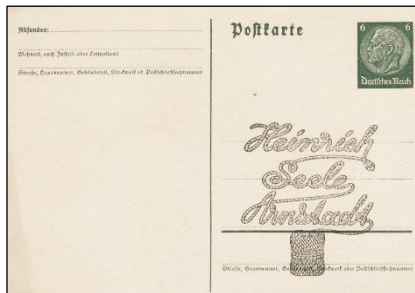 Absender:
Wohnort, auch Zustell- oder Leitpostamt
Straße, Hausnummer, Gebäudeteil, Stockwerk od. Postschließfachnummer
Postkarte
6 6
Deutsches Reich
Heinrich
Seele
Arnstadt
Straße, Hausnummer, Stockwerk oder Postschließfachnummer